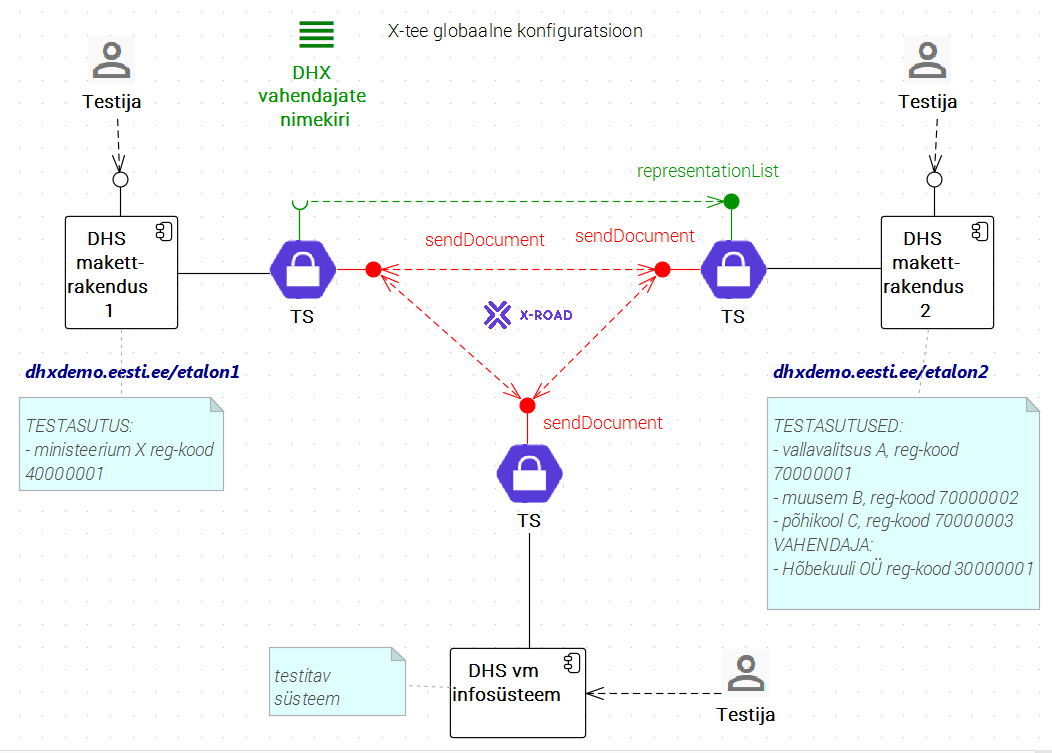 X-tee globaalne konfiguratsioon
DHX
vahendajate
nimekiri
Testija
Testija
representationList
sendDocument
sendDocument
DHS
makett-
rakendus
1
TS
X-ROAD
TS
DHS
makett-
rakendus
2
dhxdemo.eesti.ee/etalon1
dhxdemo.eesti.ee/etalon2
TESTASUTUS:
- ministeerium X reg-kood
40000001
sendDocument
TS
TESTASUTUSED:
- vallavalitsus A, reg-kood
70000001
- muusem B, reg-kood 70000002
- põhikool C, reg-kood 70000003
VAHENDAJA:
- Hõbekuuli OÜ reg-kood 30000001
testitav
süsteem
DHS vm
infosüsteem
Testija